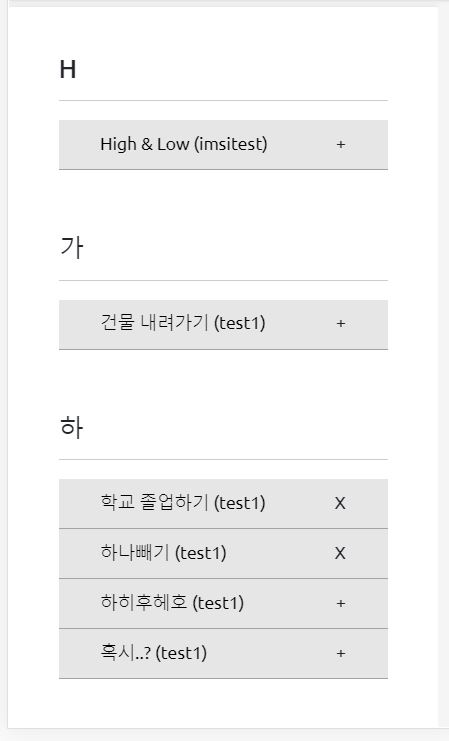 H
High & Low (imsitest) +
가
건물 내려가기 (test1) +
하
학교 졸업하기 (test1) X
하나빼기 (test1) X
하히후헤호 (test1) +
혹시..? (test1) +